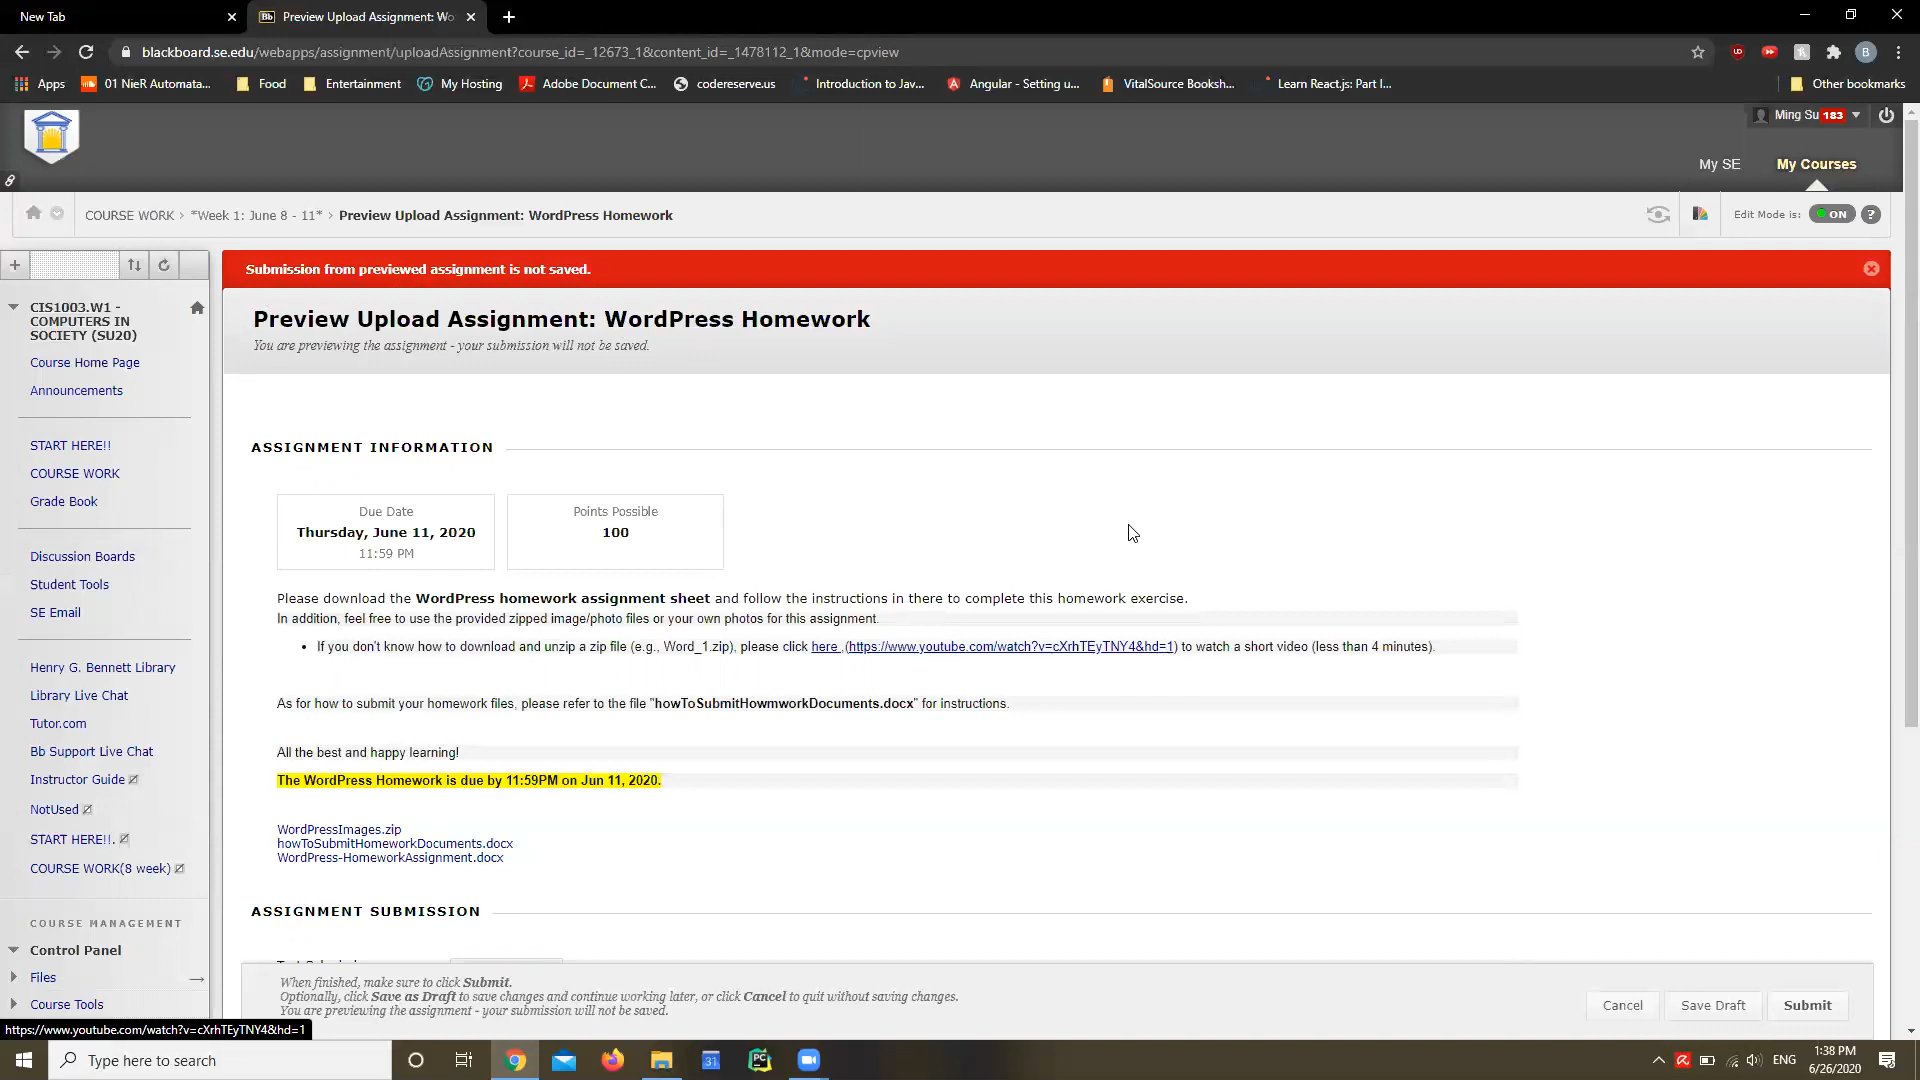 New Tab
Preview Upload Assignment: Wo
blackboard.se.edu/webapps/assignment/uploadAssignment?course_id=_12673_1&content_id=_1478112_1&mode=cpview
Apps
01 NieR Automata...
Food
Entertainment
My Hosting
Adobe Document C...
codereserve.us
Introduction to Jav...
Angular - Setting u...
VitalSource Booksh...
Learn React.js: Part I...
Other bookmarks
Ming Su 183
My SE
My Courses
COURSE WORK > *Week 1: June 8 - 11* > Preview Upload Assignment: WordPress Homework
Edit Mode is: ON ?
Submission from previewed assignment is not saved.
CIS1003.W1 -
COMPUTERS IN
SOCIETY (SU20)
Course Home Page
Announcements
START HERE!!
COURSE WORK
Grade Book
Discussion Boards
Student Tools
SE Email
Henry G. Bennett Library
Library Live Chat
Tutor.com
Bb Support Live Chat
Instructor Guide
NotUsed
START HERE!!.
COURSE WORK(8 week)
COURSE MANAGEMENT
Control Panel
Files
Course Tools
Preview Upload Assignment: WordPress Homework
You are previewing the assignment - your submission will not be saved.
ASSIGNMENT INFORMATION
Due Date
Thursday, June 11, 2020
11:59 PM
Points Possible
100
Please download the WordPress homework assignment sheet and follow the instructions in there to complete this homework exercise.
In addition, feel free to use the provided zipped image/photo files or your own photos for this assignment.
• If you don't know how to download and unzip a zip file (e.g., Word_1.zip), please click here (https://www.youtube.com/watch?v=cXrhTEyTNY4&hd=1) to watch a short video (less than 4 minutes).
As for how to submit your homework files, please refer to the file "howToSubmitHowmworkDocuments.docx" for instructions.
All the best and happy learning!
The WordPress Homework is due by 11:59PM on Jun 11, 2020.
WordPressImages.zip
howToSubmitHomeworkDocuments.docx
WordPress-HomeworkAssignment.docx
ASSIGNMENT SUBMISSION
When finished, make sure to click Submit.
Optionally, click Save as Draft to save changes and continue working later, or click Cancel to quit without saving changes.
You are previewing the assignment - your submission will not be saved.
Cancel
Save Draft
Submit
https://www.youtube.com/watch?v=cXrhTEyTNY4&hd=1
Type here to search
ENG
1:38 PM
6/26/2020